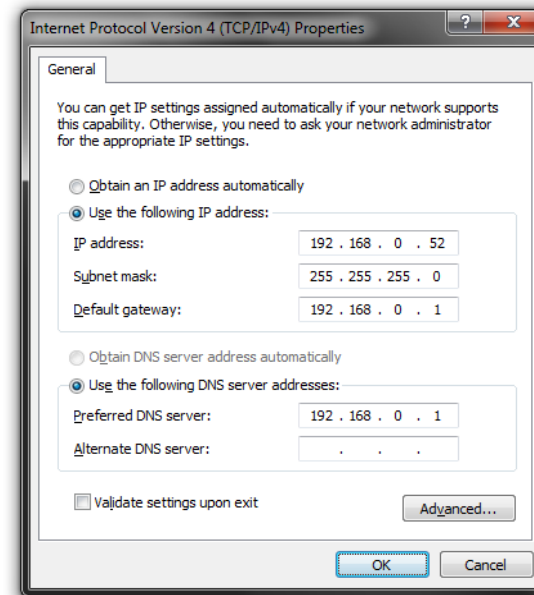 Internet Protocol Version 4 (TCP/IPv4) Properties
General
You can get IP settings assigned automatically if your network supports
this capability. Otherwise, you need to ask your network administrator
for the appropriate IP settings.
Obtain an IP address automatically
Use the following IP address:
IP address: 192 . 168 . 0 . 52
Subnet mask: 255 . 255 . 255 . 0
Default gateway: 192 . 168 . 0 . 1
Obtain DNS server address automatically
Use the following DNS server addresses:
Preferred DNS server: 192 . 168 . 0 . 1
Alternate DNS server: . . .
Validate settings upon exit
Advanced...
OK Cancel